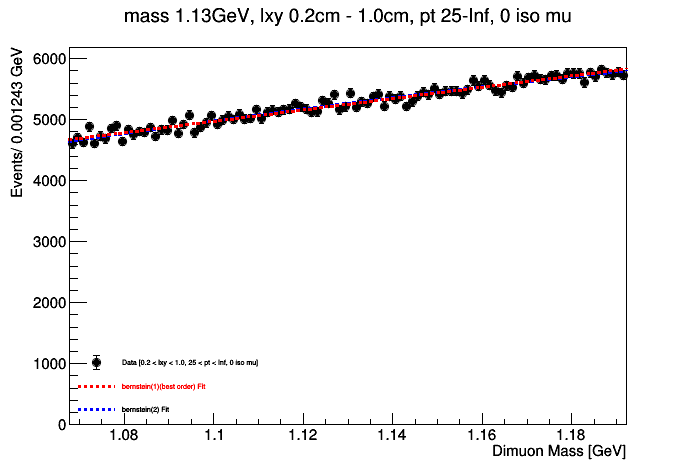 mass 1.13GeV, lxy 0.2cm - 1.0cm, pt 25-Inf, 0 iso mu
Events/ 0.001243 GeV
6000
5000
4000
3000
2000
1000
0
Data [0.2 < lxy < 1.0, 25 < pt < Inf, 0 iso mu]
bernstein(1)(best order) Fit
bernstein(2) Fit
1.08 1.1 1.12 1.14 1.16 1.18
Dimuon Mass [GeV]